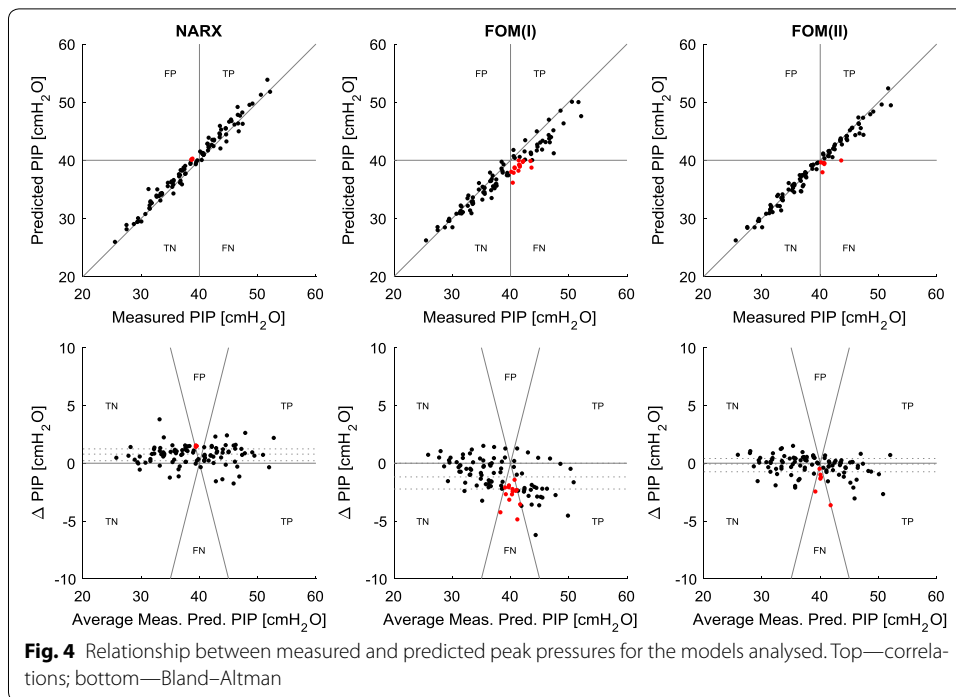 NARX
FOM(I)
FOM(II)
60
50
40
30
20
Predicted PIP [cmH2O]
FP
TP
TN
FN
20 30 40 50 60
Measured PIP [cmH2O]
60
50
40
30
20
Predicted PIP [cmH2O]
FP
TP
TN
FN
20 30 40 50 60
Measured PIP [cmH2O]
60
50
40
30
20
Predicted PIP [cmH2O]
FP
TP
TN
FN
20 30 40 50 60
Measured PIP [cmH2O]
10
5
0
-5
-10
Δ PIP [cmH2O]
FP
TN
TP
TN
TP
FN
20 30 40 50 60
Average Meas. Pred. PIP [cmH2O]
10
5
0
-5
-10
Δ PIP [cmH2O]
FP
TN
TP
TN
TP
FN
20 30 40 50 60
Average Meas. Pred. PIP [cmH2O]
10
5
0
-5
-10
Δ PIP [cmH2O]
FP
TN
TP
TN
TP
FN
20 30 40 50 60
Average Meas. Pred. PIP [cmH2O]
Fig. 4 Relationship between measured and predicted peak pressures for the models analysed. Top—correla-
tions; bottom—Bland–Altman